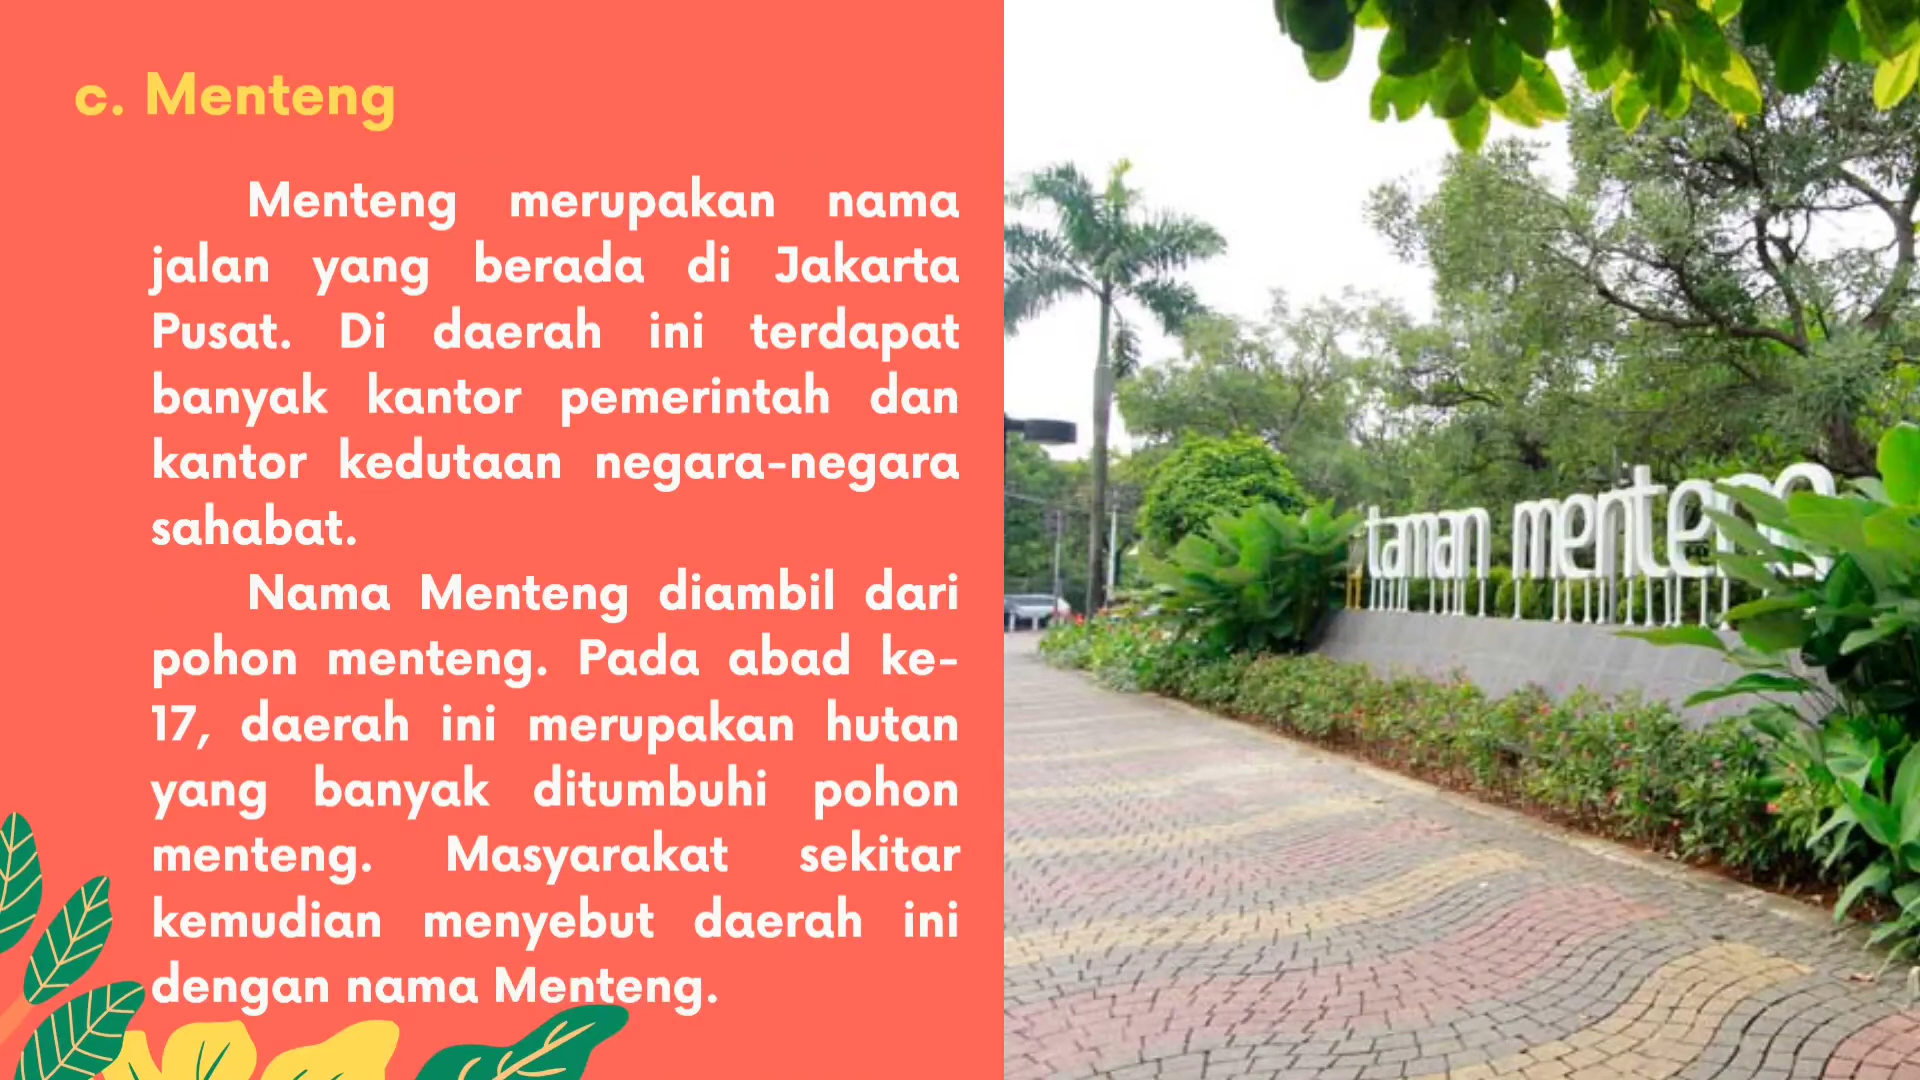 c. Menteng
Menteng merupakan nama
jalan yang berada di Jakarta
Pusat. Di daerah ini terdapat
banyak kantor pemerintah dan
kantor kedutaan negara-negara
sahabat.
Nama Menteng diambil dari
pohon menteng. Pada abad ke-
17, daerah ini merupakan hutan
yang banyak ditumbuhi pohon
menteng. Masyarakat sekitar
kemudian menyebut daerah ini
dengan nama Menteng.
taman menteng